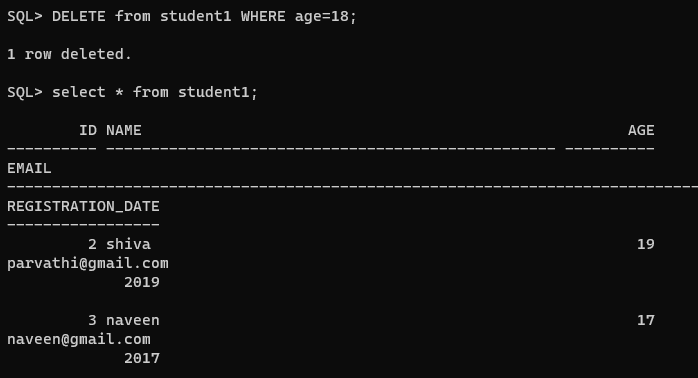 SQL> DELETE from student1 WHERE age=18;
1 row deleted.
SQL> select * from student1;
        ID NAME                                                      AGE
---------- -------------------------------------------------- ----------
EMAIL
-----------------------------------------------------------------------------
REGISTRATION_DATE
-----------------
         2 shiva                                                      19
parvathi@gmail.com
             2019
         3 naveen                                                     17
naveen@gmail.com
             2017